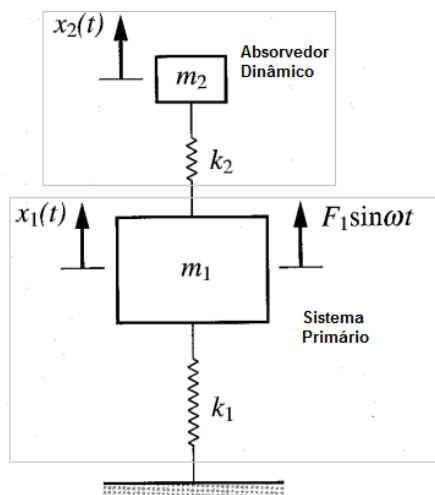 x₂(t)
Absorvedor
Dinâmico
m₂
k₂
x₁(t)
F₁sinωt
m₁
Sistema
Primário
k₁